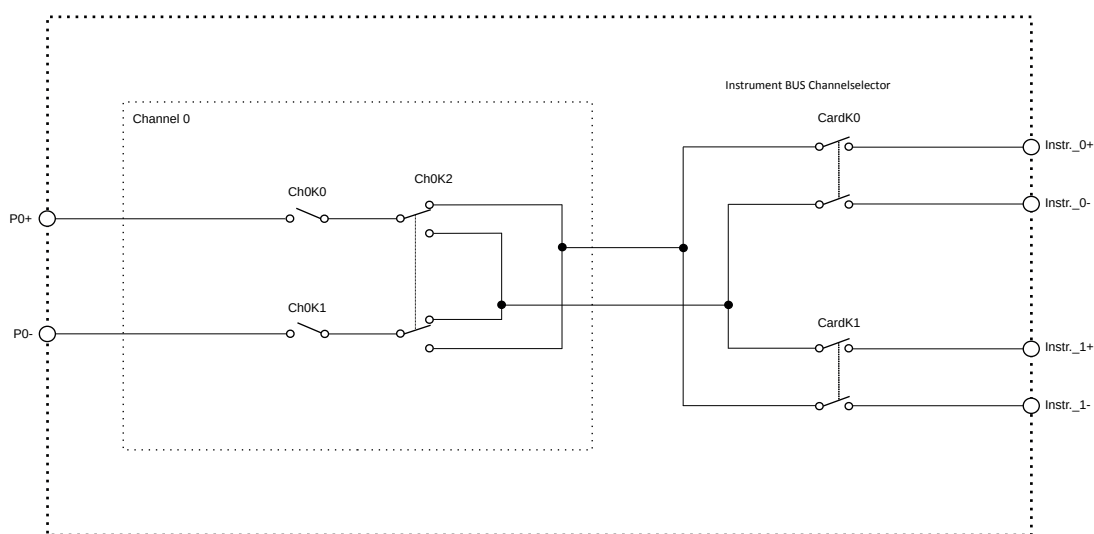 Instrument BUS Channelselector
Channel 0
CardK0
Instr._0+
Ch0K2
Ch0K0
Instr._0-
P0+
Ch0K1
CardK1
P0-
Instr._1+
Instr._1-